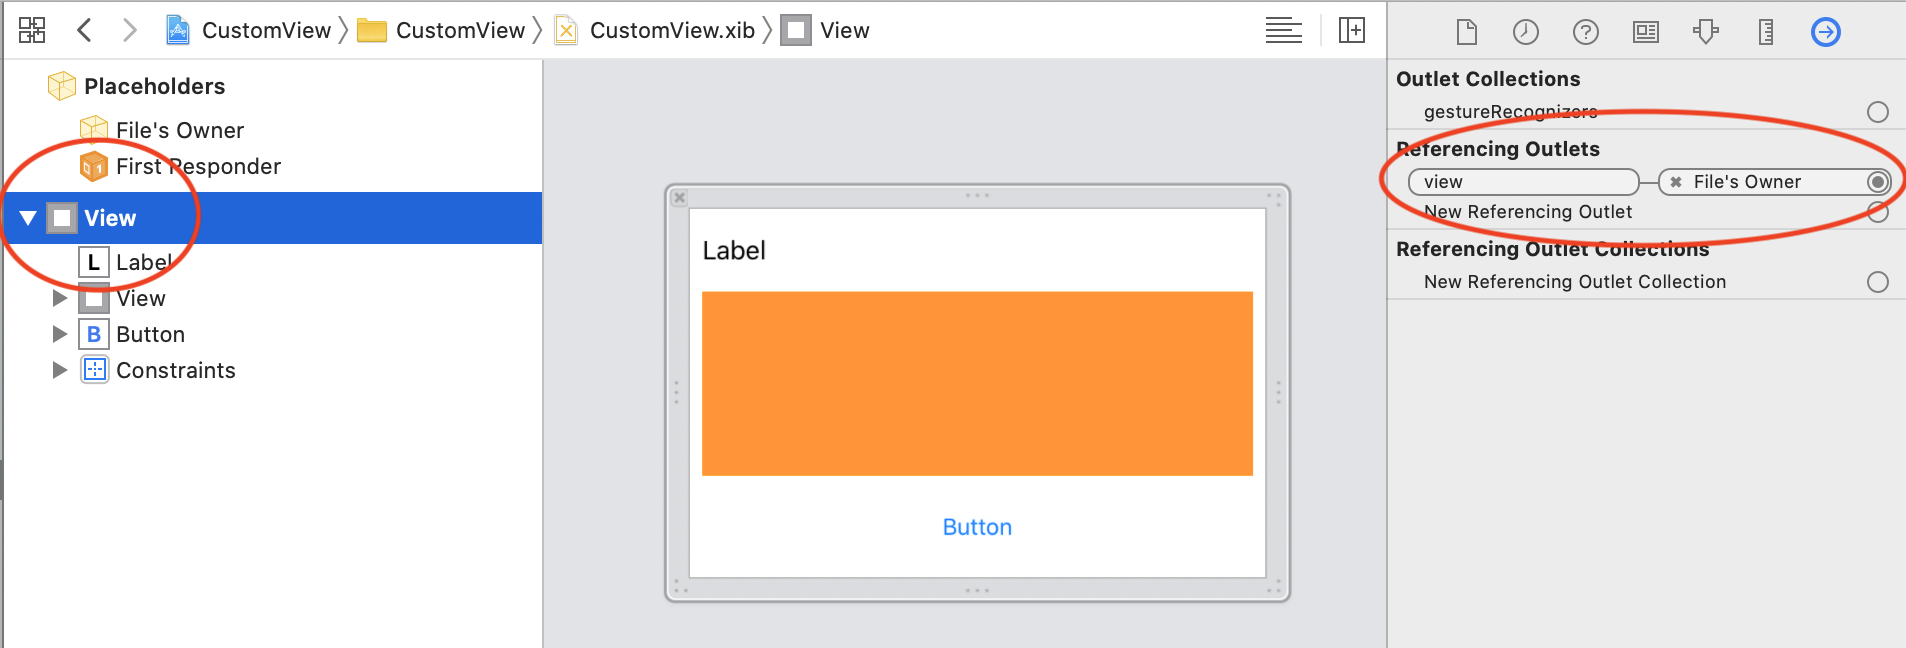 CustomView CustomView CustomView.xib View
Placeholders
File's Owner
First Responder
View
L Label
View
B Button
Constraints
Label
Button
Outlet Collections
gestureRecognizers
Referencing Outlets
view File's Owner
New Referencing Outlet
Referencing Outlet Collections
New Referencing Outlet Collection